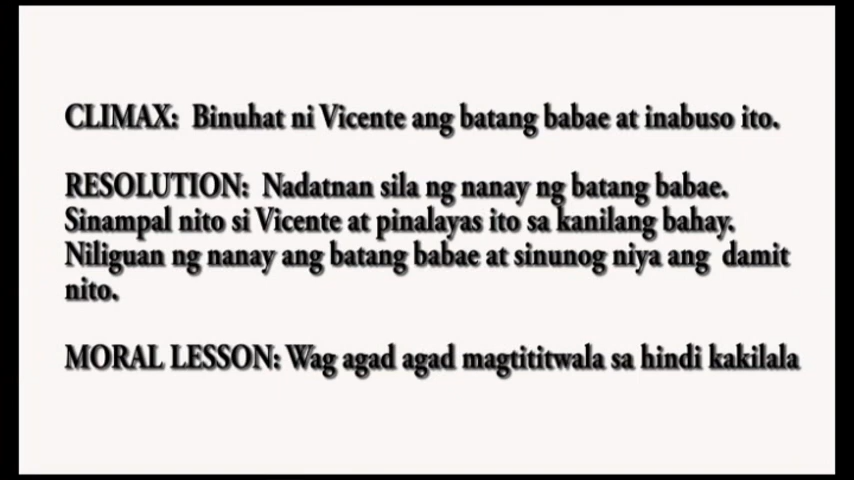 CLIMAX: Binuhat ni Vicente ang batang babae at inabuso ito.
RESOLUTION: Nadatnan sila ng nanay ng batang babae.
Sinampal nito si Vicente at pinalayas ito sa kanilang bahay.
Niliguan ng nanay ang batang babae at sinunog niya ang damit
nito.
MORAL LESSON: Wag agad agad magtititwala sa hindi kakilala